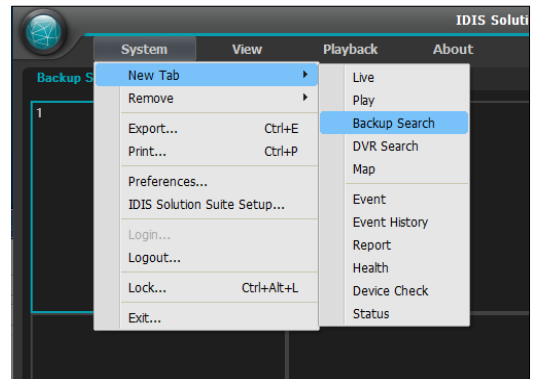 IDIS Soluti
System View Playback About
Backup S
1
New Tab
Remove
Export... Ctrl+E
Print... Ctrl+P
Preferences...
IDIS Solution Suite Setup...
Login...
Logout...
Lock... Ctrl+Alt+L
Exit...
Live
Play
Backup Search
DVR Search
Map
Event
Event History
Report
Health
Device Check
Status